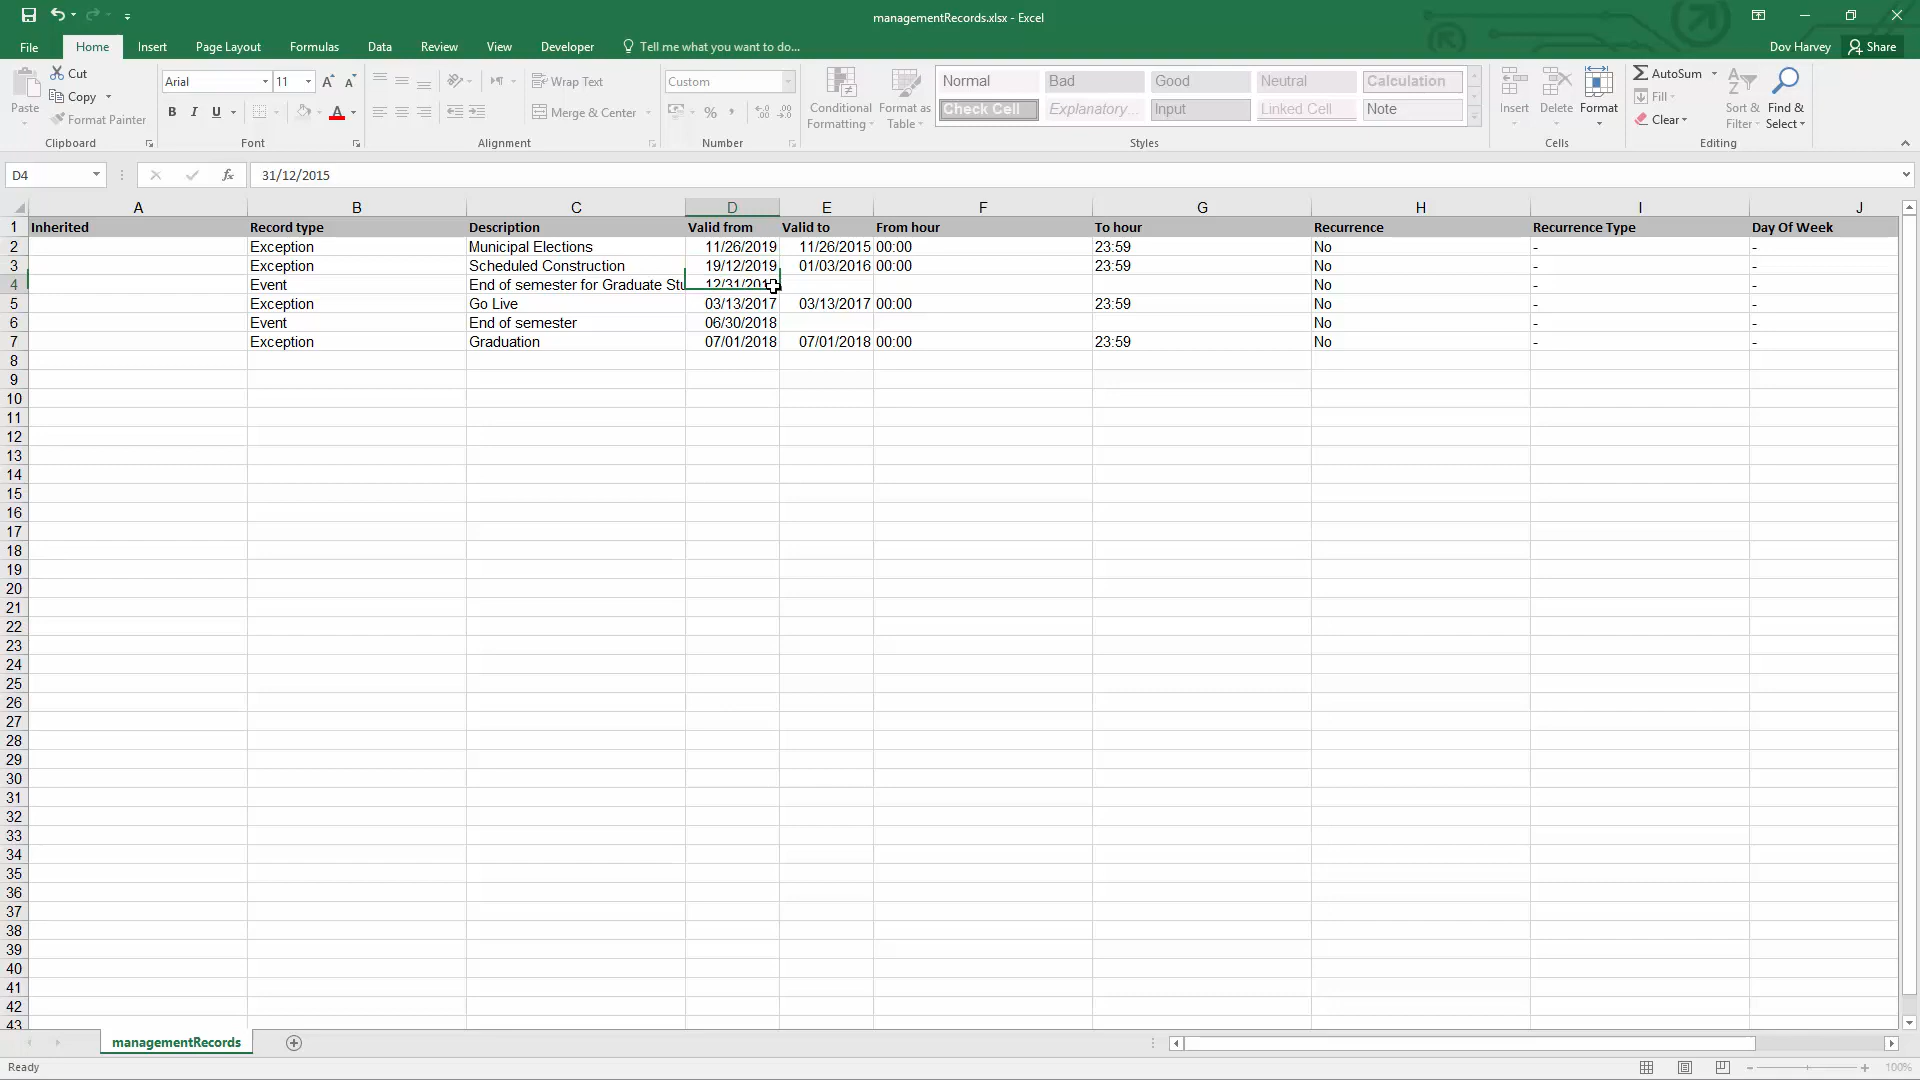 managementRecords.xlsx - Excel
File Home Insert Page Layout Formulas Data Review View Developer Tell me what you want to do... Dov Harvey Share
Cut
Copy
Format Painter
Paste
Clipboard
Arial 11 A A
B I U A
Font
Wrap Text
Merge & Center
Alignment
Custom
% ,
Number
Conditional Formatting
Format as Table
Normal Bad Good Neutral Calculation
Check Cell Explanatory... Input Linked Cell Note
Styles
Insert Delete Format
Cells
AutoSum
Fill
Clear
Sort & Filter
Find & Select
Editing
D4 fx 31/12/2015
A B C D E F G H I J
1 Inherited Record type Description Valid from Valid to From hour To hour Recurrence Recurrence Type Day Of Week
2 Exception Municipal Elections 11/26/2019 11/26/2015 00:00 23:59 No - -
3 Exception Scheduled Construction 19/12/2019 01/03/2016 00:00 23:59 No - -
4 Event End of semester for Graduate Stu No - -
5 Exception Go Live 03/13/2017 03/13/2017 00:00 23:59 No - -
6 Event End of semester 06/30/2018 No - -
7 Exception Graduation 07/01/2018 07/01/2018 00:00 23:59 No - -
8
9
10
11
12
13
14
15
16
17
18
19
20
21
22
23
24
25
26
27
28
29
30
31
32
33
34
35
36
37
38
39
40
41
42
43
managementRecords
Ready 100%